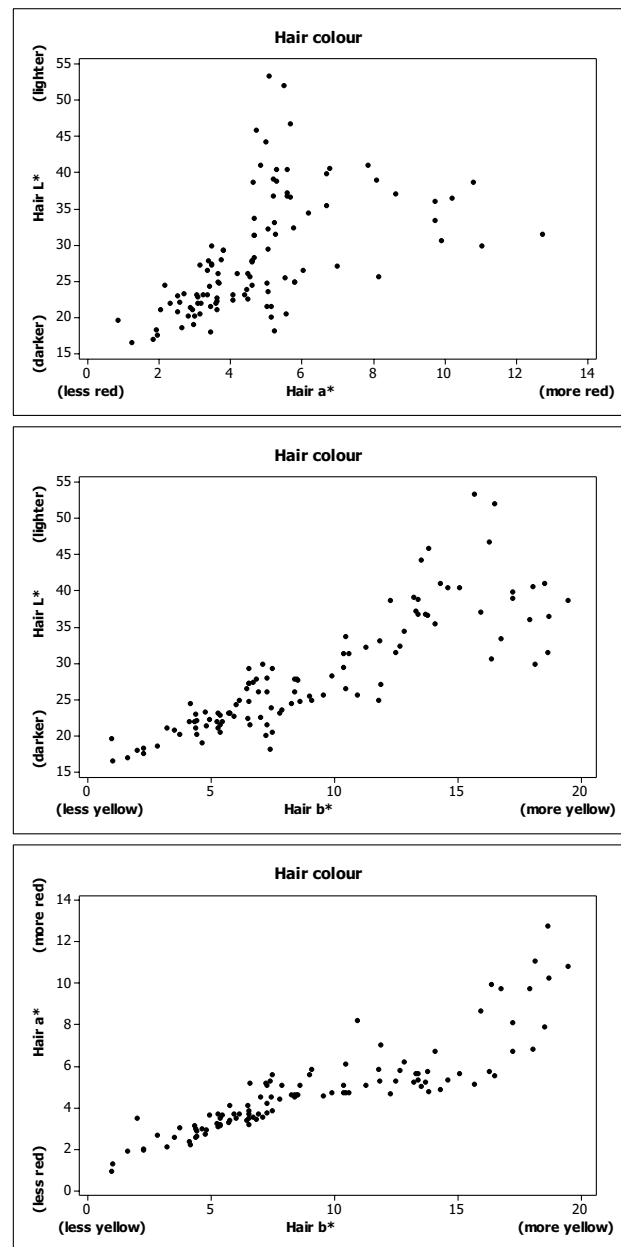 Hair colour
(lighter)
55
50
45
40
35
30
25
20
15
Hair L*
(darker)
0 2 4 6 8 10 12 14
(less red) Hair a* (more red)
Hair colour
(lighter)
55
50
45
40
35
30
25
20
15
Hair L*
(darker)
0 5 10 15 20
(less yellow) Hair b* (more yellow)
Hair colour
(more red)
14
12
10
8
6
4
2
0
Hair a*
(less red)
0 5 10 15 20
(less yellow) Hair b* (more yellow)